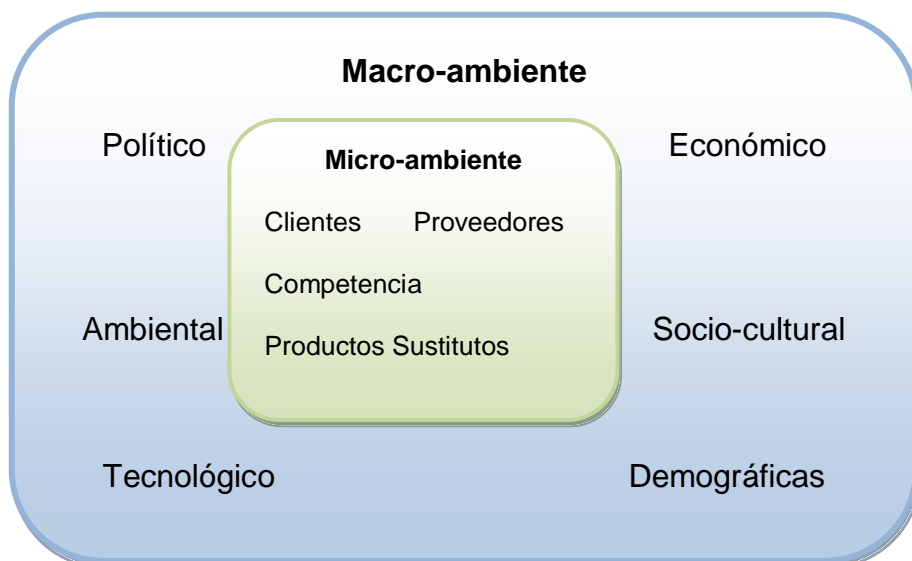 Macro-ambiente
Político
Económico
Micro-ambiente
Clientes Proveedores
Competencia
Ambiental
Socio-cultural
Productos Sustitutos
Tecnológico
Demográficas